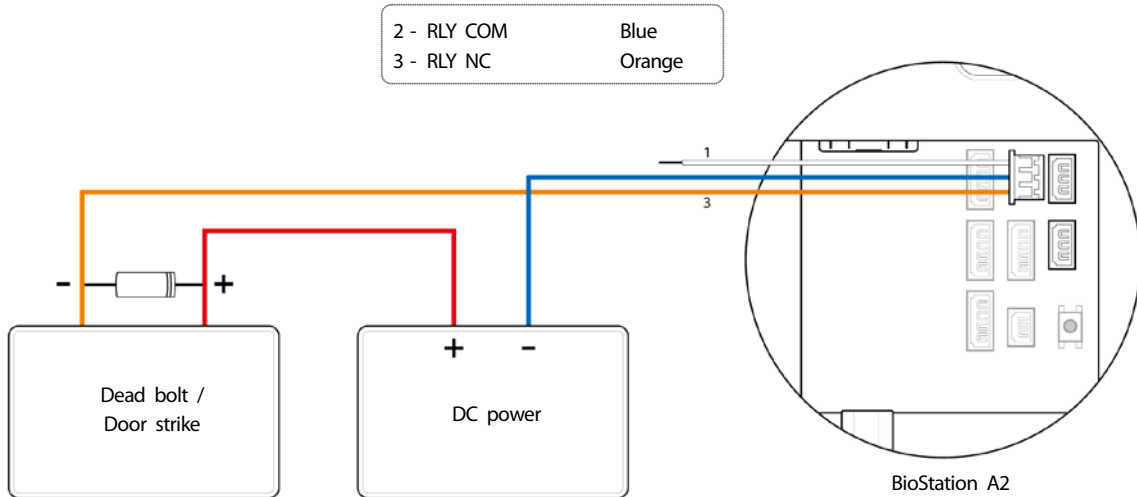 2 - RLY COM Blue
3 - RLY NC Orange
1
3
- +
+ -
Dead bolt /
Door strike
DC power
BioStation A2